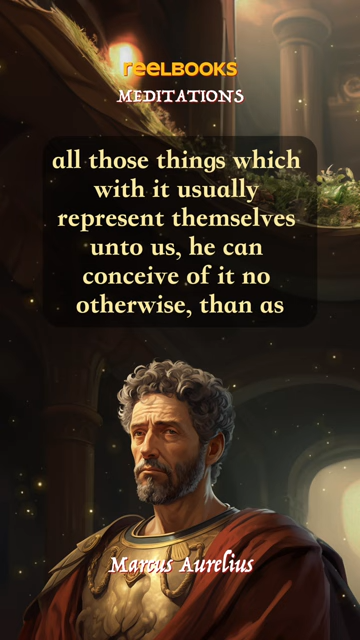 reelBOOKS
MEDITATIONS
all those things which
with it usually
represent themselves
unto us, he can
conceive of it no
otherwise, than as
Marcus Aurelius